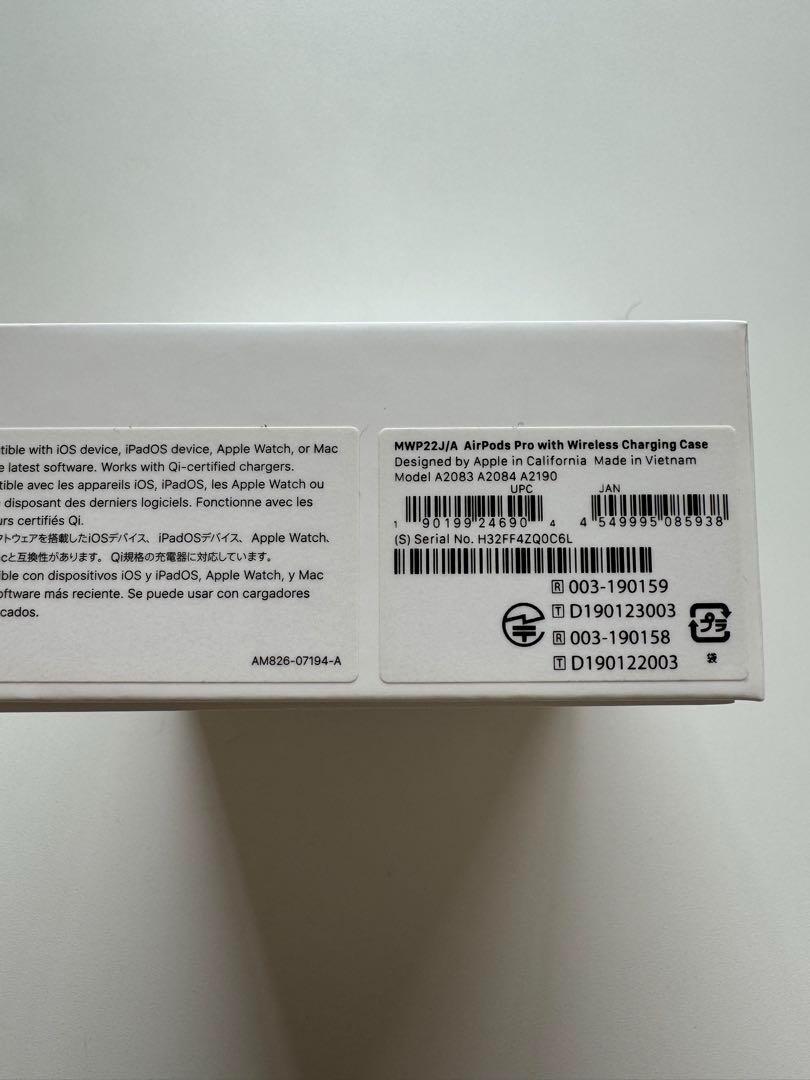 tible with iOS device, iPadOS device, Apple Watch, or Mac
e latest software. Works with Qi-certified chargers.
tible avec les appareils iOS, iPadOS, les Apple Watch ou
disposant des derniers logiciels. Fonctionne avec les
urs certifiés Qi.
フトウェアを搭載したiOSデバイス、iPadOSデバイス、Apple Watch、
cと互換性があります。 Qi規格の充電器に対応しています。
ible con dispositivos iOS y iPadOS, Apple Watch, y Mac
oftware más reciente. Se puede usar con cargadores
cados.
AM826-07194-A
MWP22J/A AirPods Pro with Wireless Charging Case
Designed by Apple in California Made in Vietnam
Model A2083 A2084 A2190
UPC JAN
1 90199 24690 4 4 549995 085938
(S) Serial No. H32FF4ZQ0C6L
R 003-190159
T D190123003
R 003-190158
T D190122003
プラ
袋